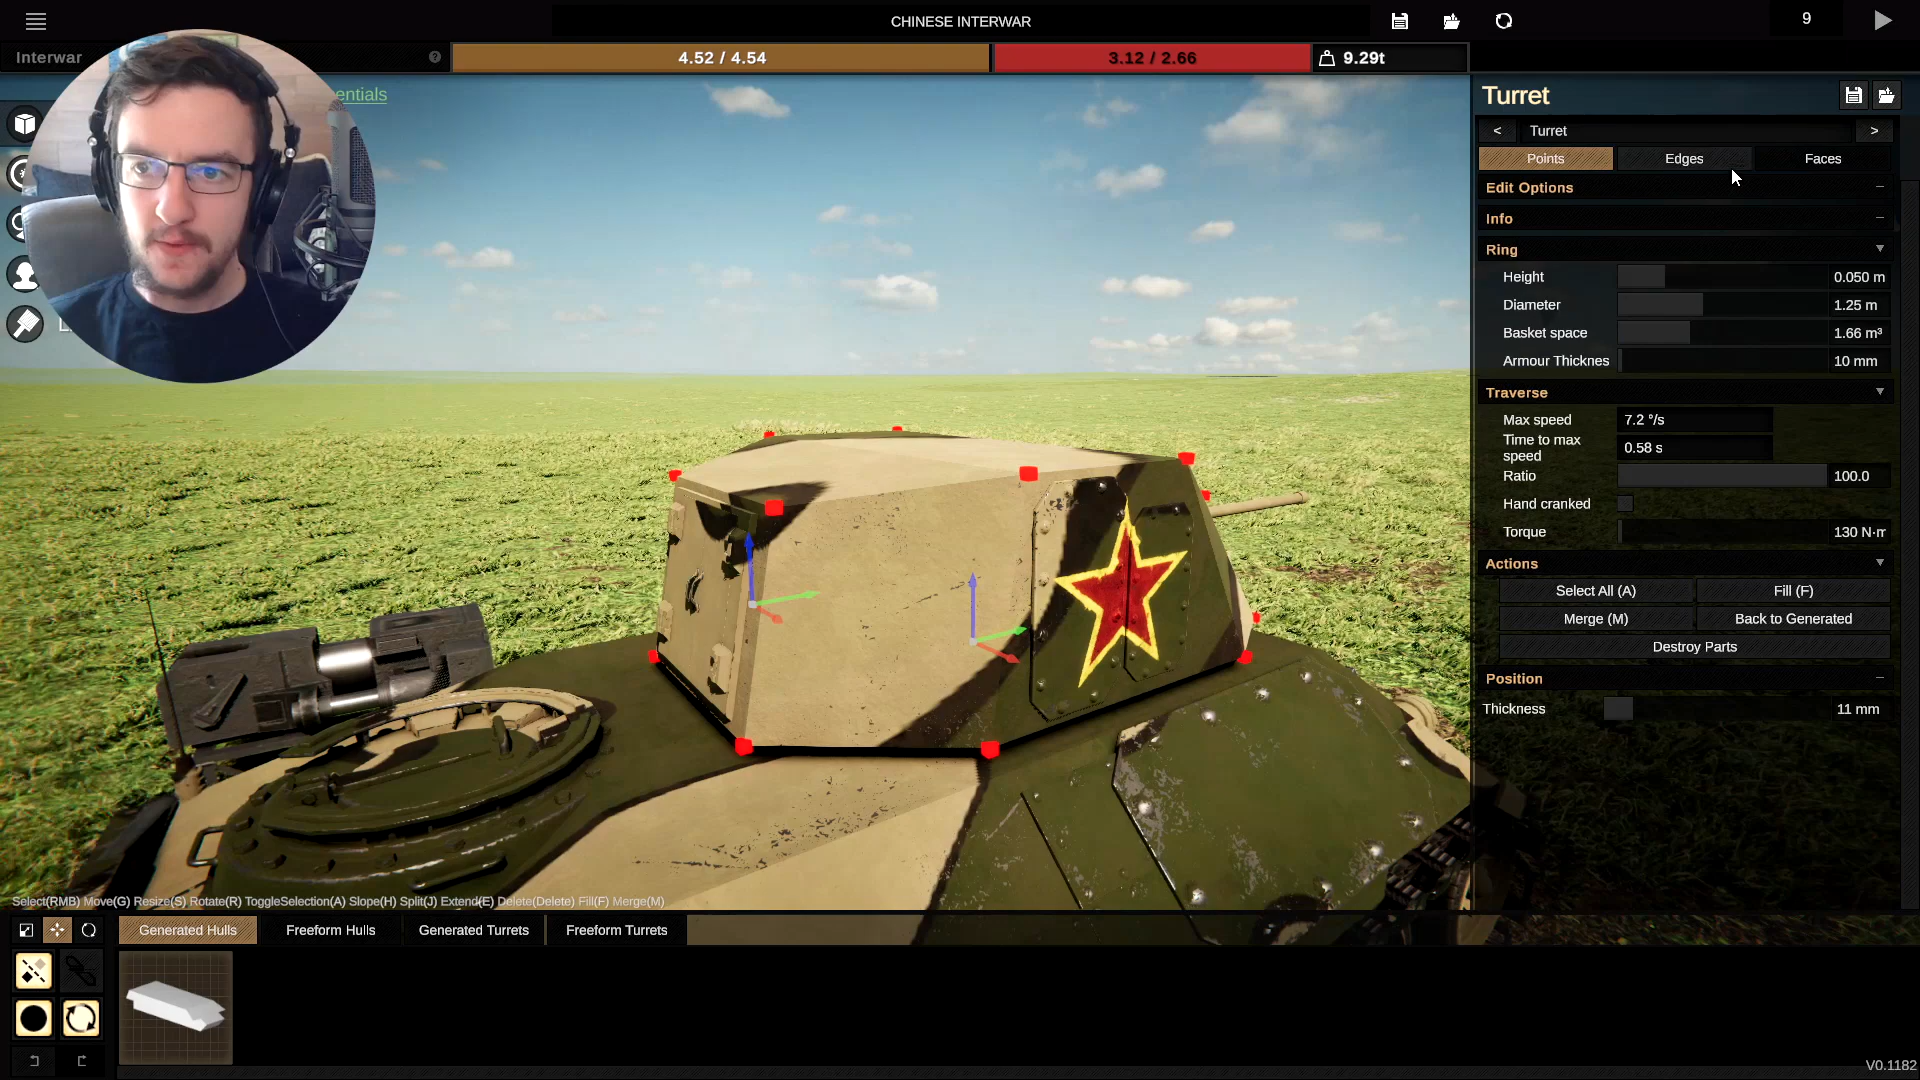 CHINESE INTERWAR
9
Interwar
?
4.52 / 4.54
3.12 / 2.66
9.29t
entials
Turret
< Turret >
Points Edges Faces
Edit Options
Info
Ring
Height 0.050 m
Diameter 1.25 m
Basket space 1.66 m³
Armour Thicknes 10 mm
Traverse
Max speed 7.2 °/s
Time to max
speed
0.58 s
Ratio 100.0
Hand cranked
Torque 130 N·m
Actions
Select All (A) Fill (F)
Merge (M) Back to Generated
Destroy Parts
Position
Thickness 11 mm
Select(RMB) Move(G) Resize(S) Rotate(R) ToggleSelection(A) Slope(H) Split(J) Extend(E) Delete(Delete) Fill(F) Merge(M)
Generated Hulls Freeform Hulls Generated Turrets Freeform Turrets
V0.1182